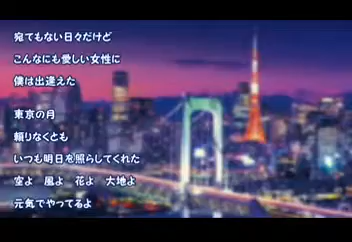 宛てもない日々だけど
こんなにも愛しい女性に
僕は出逢えた
東京の月
頼りなくとも
いつも明日を照らしてくれた
空よ　風よ　花よ　大地よ
元気でやってるよ